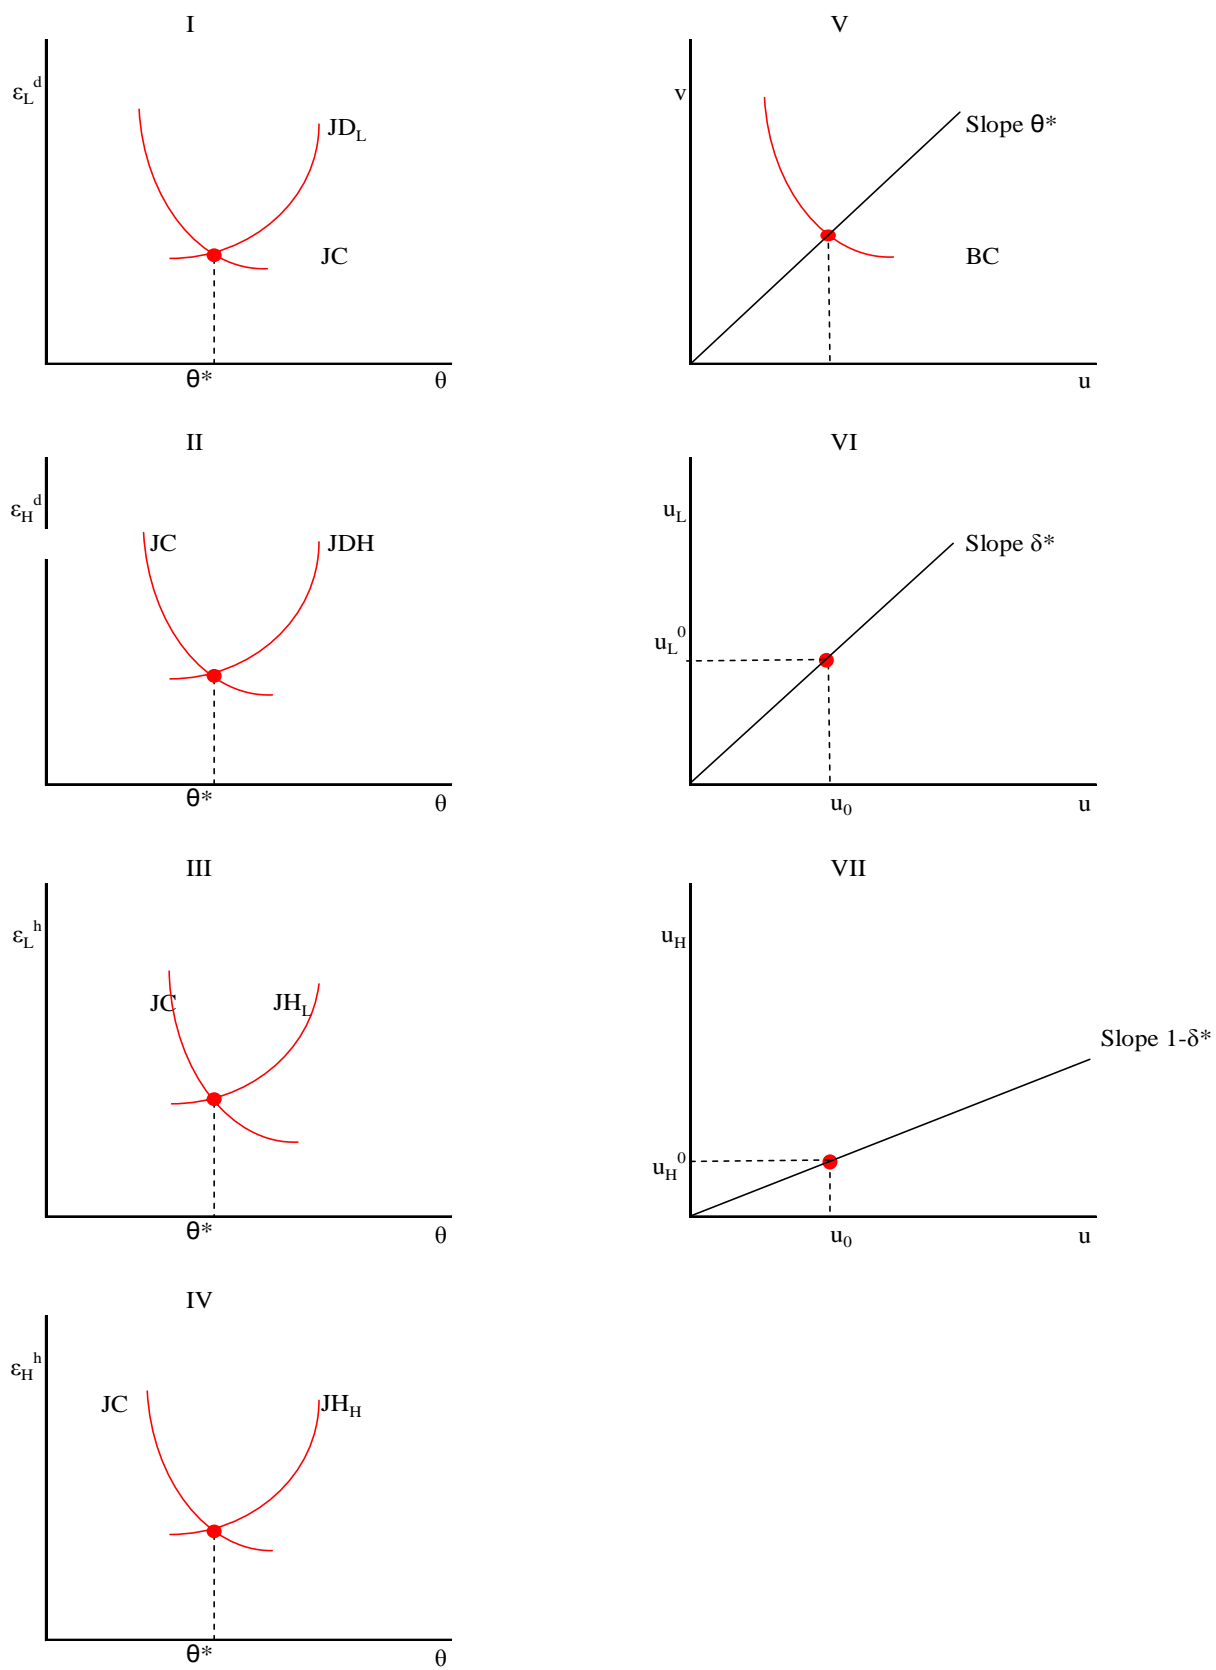 I
ε_L^d
JD_L
JC
θ*
θ
II
ε_H^d
JC
JDH
θ*
θ
III
ε_L^h
JC
JH_L
θ*
θ
IV
ε_H^h
JC
JH_H
θ*
θ
V
v
Slope θ*
BC
u
VI
u_L
Slope δ*
u_L^0
u_0
u
VII
u_H
Slope 1-δ*
u_H^0
u_0
u